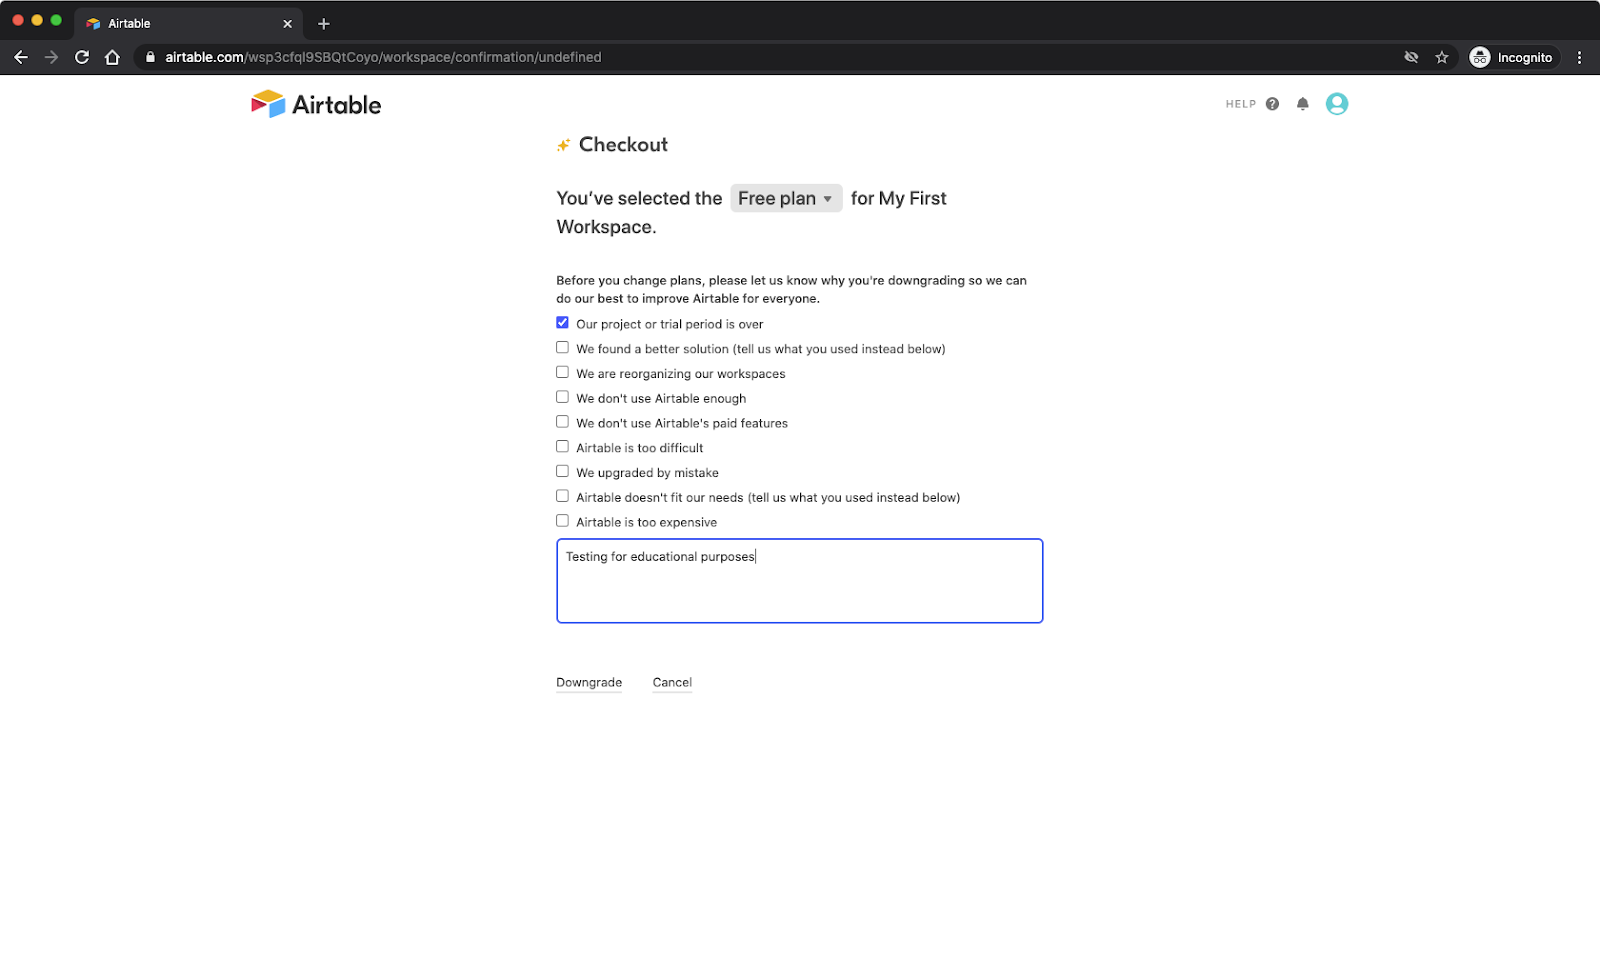 Airtable
airtable.com/wsp3cfql9SBQtCoyo/workspace/confirmation/undefined
Incognito
Airtable
HELP
Checkout
You’ve selected the Free plan for My First
Workspace.
Before you change plans, please let us know why you're downgrading so we can
do our best to improve Airtable for everyone.
Our project or trial period is over
We found a better solution (tell us what you used instead below)
We are reorganizing our workspaces
We don't use Airtable enough
We don't use Airtable's paid features
Airtable is too difficult
We upgraded by mistake
Airtable doesn't fit our needs (tell us what you used instead below)
Airtable is too expensive
Testing for educational purposes
Downgrade Cancel